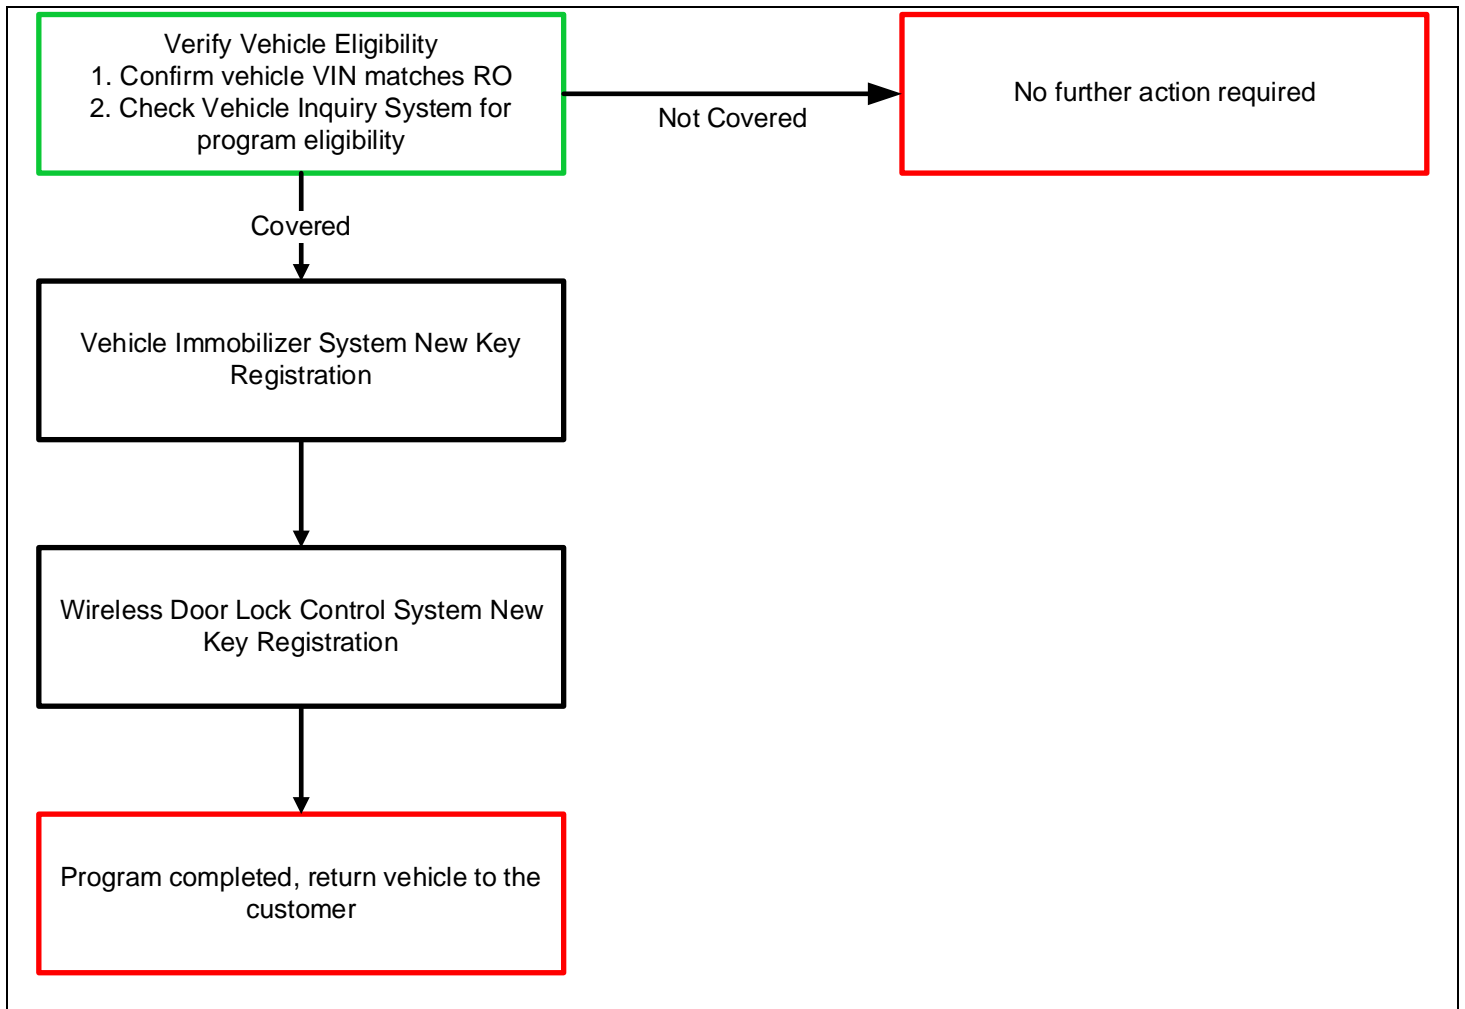 Verify Vehicle Eligibility
1. Confirm vehicle VIN matches RO
2. Check Vehicle Inquiry System for
program eligibility
Not Covered
No further action required
Covered
Vehicle Immobilizer System New Key
Registration
Wireless Door Lock Control System New
Key Registration
Program completed, return vehicle to the
customer